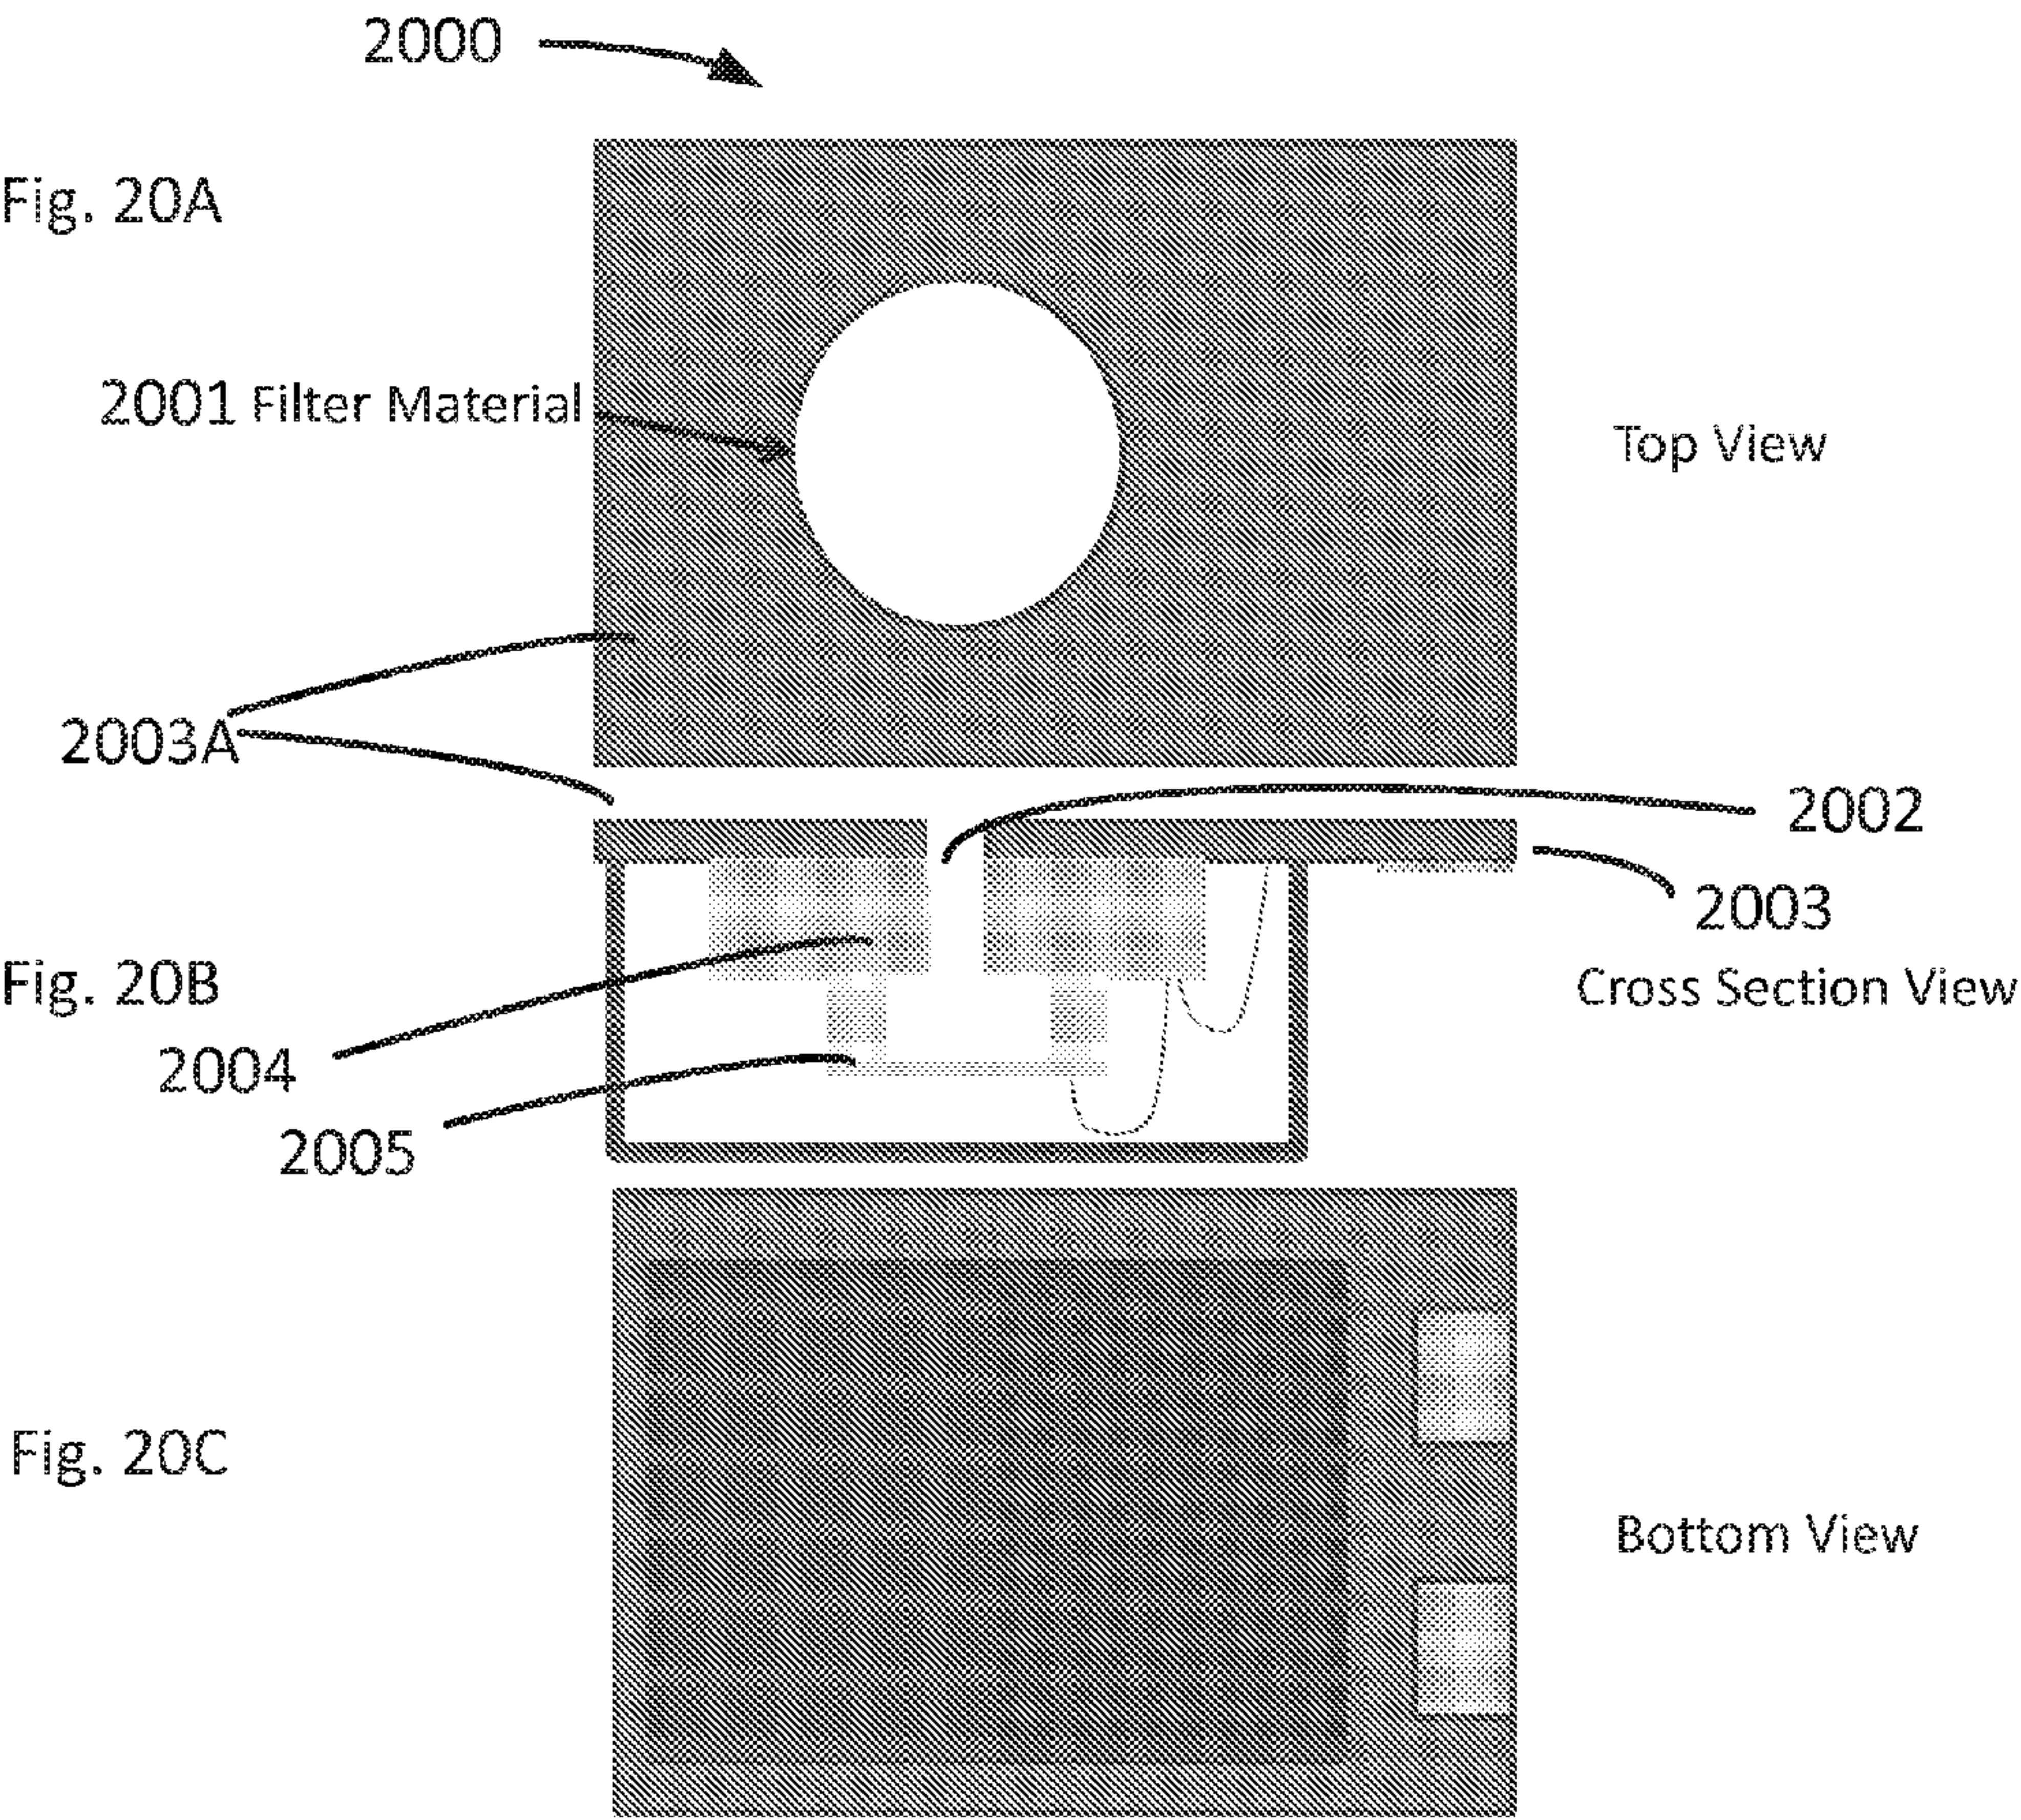 2000
Fig. 20A
2001 Filter Material
Top View
2003A
2002
2003
Fig. 20B
Cross Section View
2004
2005
Fig. 20C
Bottom View